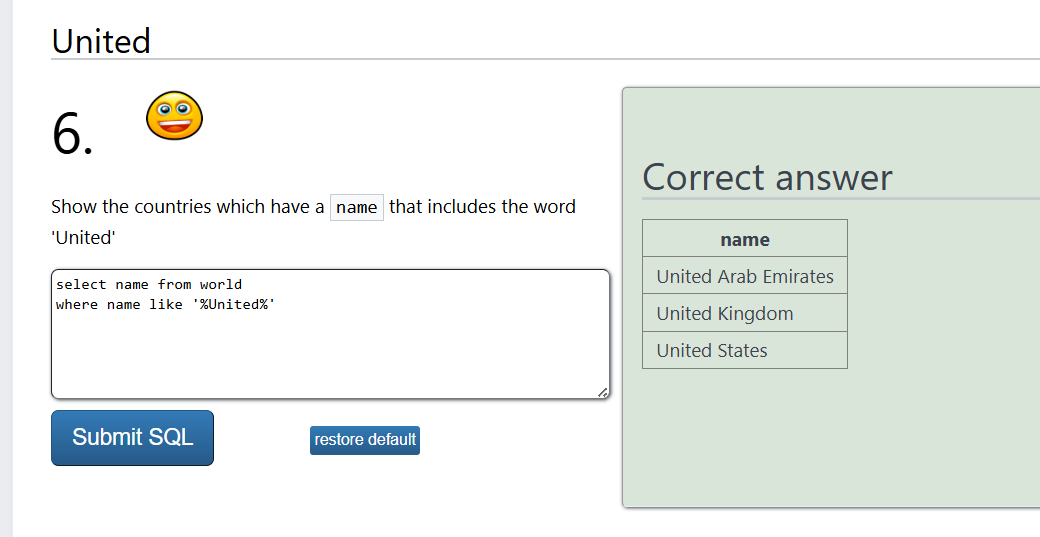 United
6.
Show the countries which have a name that includes the word
'United'
select name from world
where name like '%United%'
Submit SQL
restore default
Correct answer
name
United Arab Emirates
United Kingdom
United States